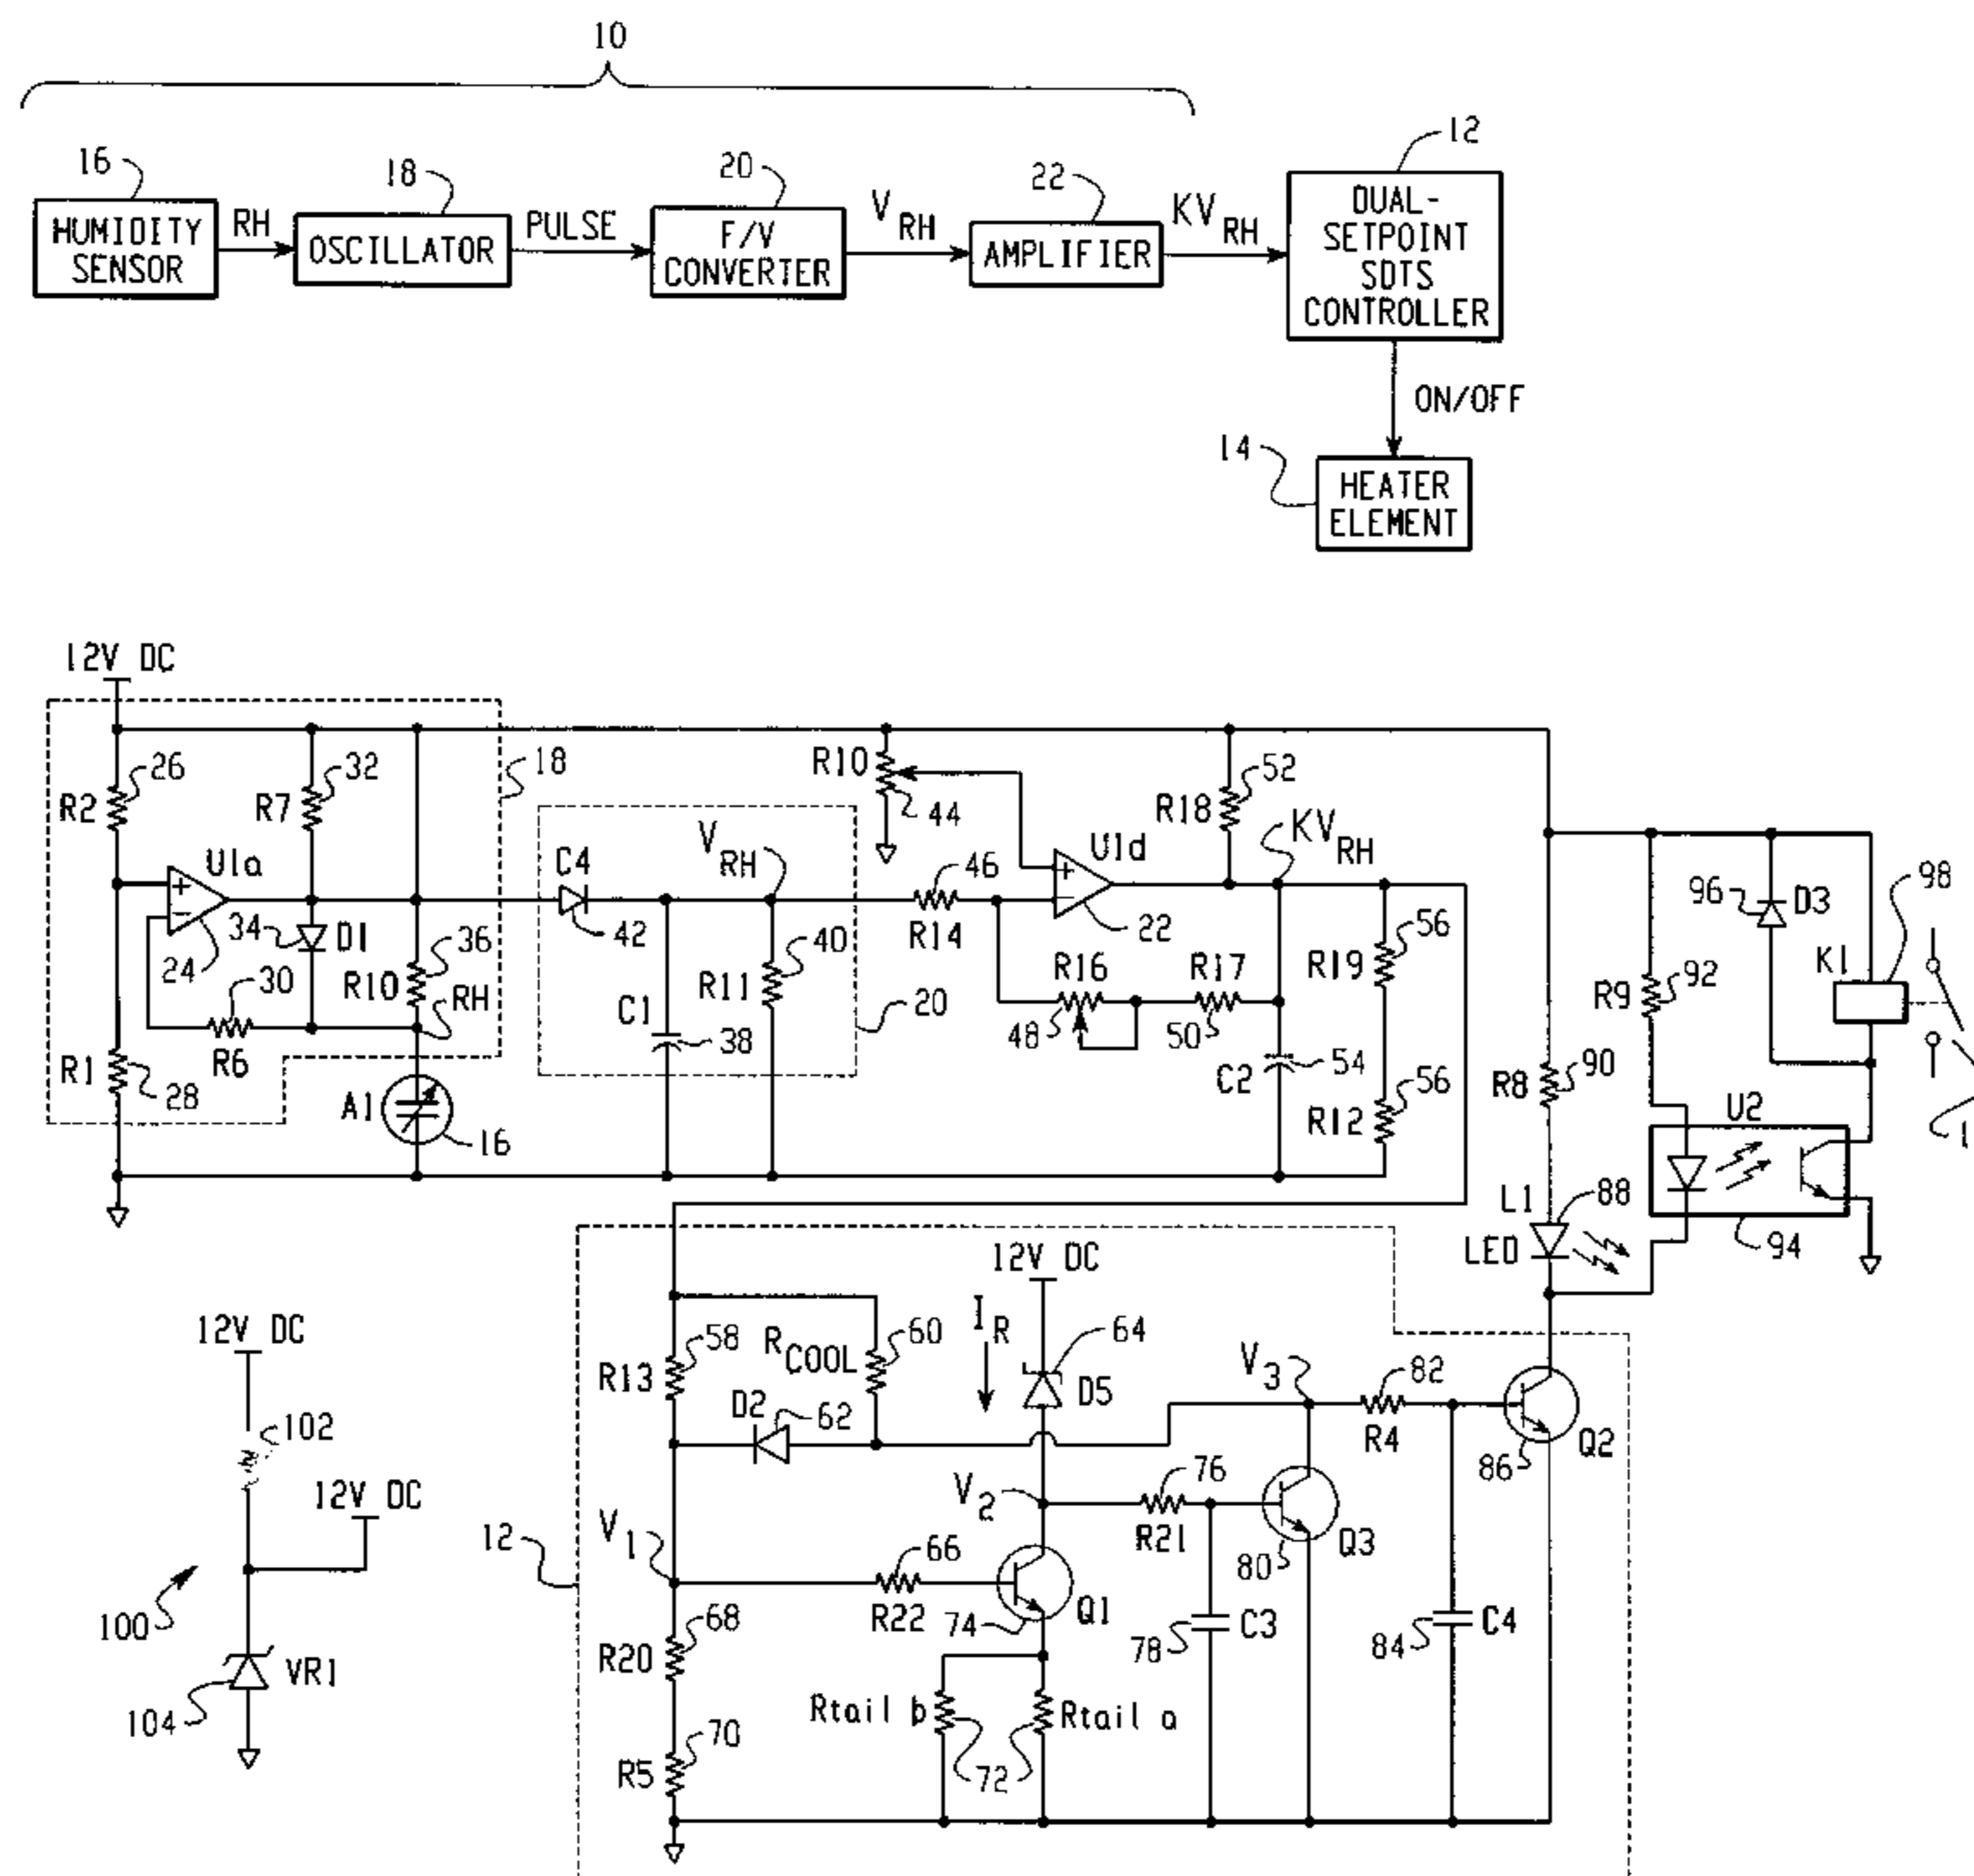 10
16
18
20
22
12
HUMIDITY
SENSOR
RH
OSCILLATOR
PULSE
F/V
CONVERTER
V RH
AMPLIFIER
KV RH
DUAL-
SETPOINT
SDTS
CONTROLLER
ON/OFF
14
HEATER
ELEMENT
12V DC
26
R2
32
R7
18
R10
44
52
R18
KV RH
U1a
+
−
34
D1
24
30
R6
36
R10
RH
R1
28
A1
16
C4
42
V RH
C1
38
R11
40
20
46
R14
U1d
+
−
22
R16
48
R17
50
C2
54
R19
56
R12
56
96
D3
98
K1
R9
92
R8
90
U2
94
L1
LED
88
12V DC
102
12V DC
100
VR1
104
12
58
R13
R COOL
60
D2
62
12V DC
I R
64
D5
V 3
82
R4
86
Q2
V 1
66
R22
V 2
76
R21
80
Q3
74
Q1
68
R20
78
C3
84
C4
Rtail b
Rtail a
72
70
R5